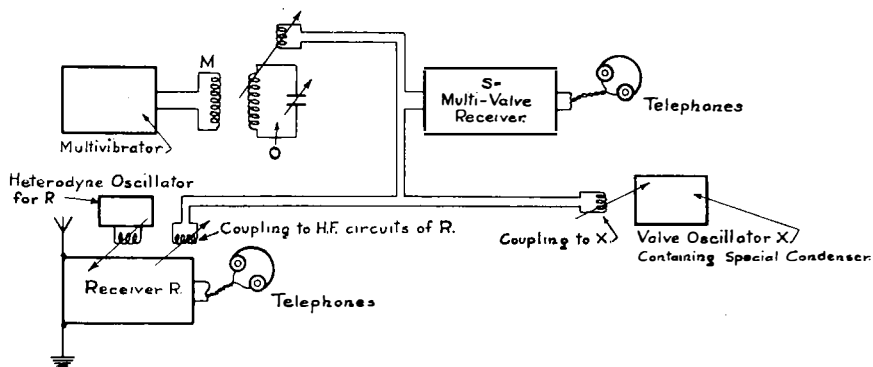 M
S-
Multi-Valve
Receiver.
Telephones
Multivibrator
O
Heterodyne Oscillator
for R
Coupling to H.F. circuits of R.
Coupling to X.
Valve Oscillator X
Containing Special Condenser.
Receiver R.
Telephones